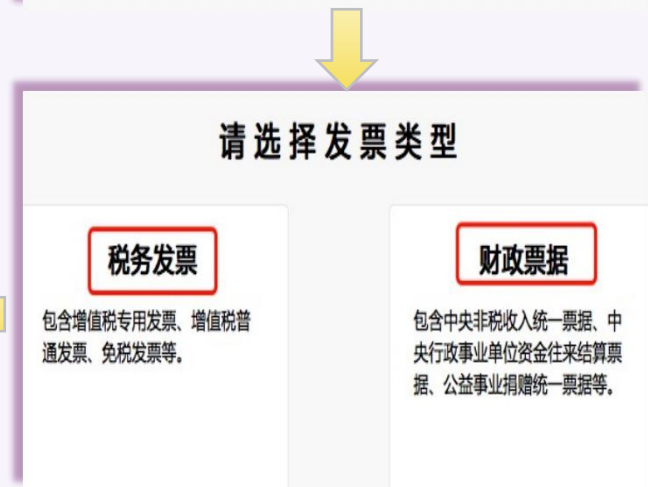 请选择发票类型
税务发票
包含增值税专用发票、增值税普
通发票、免税发票等。
财政票据
包含中央非税收入统一票据、中
央行政事业单位资金往来结算票
据、公益事业捐赠统一票据等。